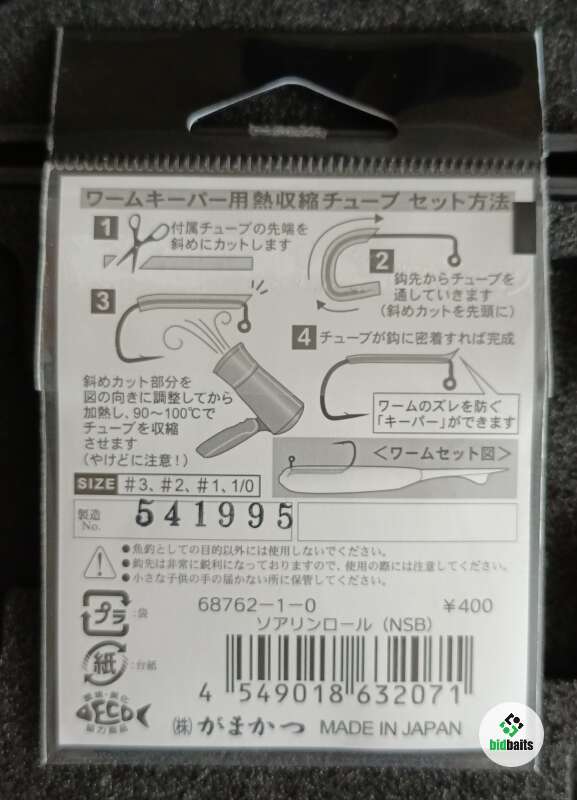 ワームキーパー用熱収縮チューブ セット方法
1
付属チューブの先端を
斜めにカットします
2
鈎先からチューブを
通していきます
(斜めカットを先頭に)
3
斜めカット部分を
図の向きに調整してから
加熱し、90〜100℃で
チューブを収縮
させます
(やけどに注意!)
4 チューブが鈎に密着すれば完成
ワームのズレを防ぐ
「キーパー」ができます
<ワームセット図>
SIZE #3、#2、#1、1/0
製造
No.
541995
●魚釣としての目的以外には使用しないでください。
●鈎先は非常に鋭利になっておりますので、使用の際には注意してください。
●小さな子供の手の届かない所に保管してください。
プラ :袋
紙 :台紙
68762-1-0 ¥400
ソアリンロール (NSB)
4 549018 632071
ECO
(株) がまかつ MADE IN JAPAN
bidbaits